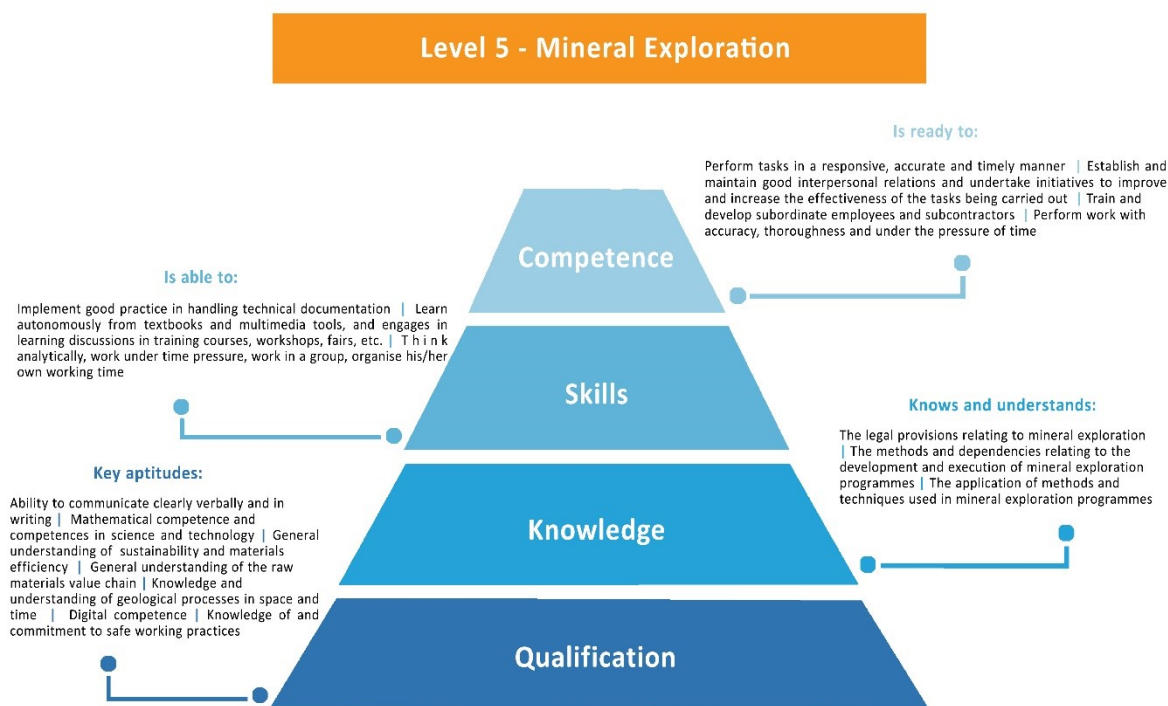 Level 5 - Mineral Exploration
Is ready to:
Perform tasks in a responsive, accurate and timely manner | Establish and
maintain good interpersonal relations and undertake initiatives to improve
and increase the effectiveness of the tasks being carried out | Train and
develop subordinate employees and subcontractors | Perform work with
accuracy, thoroughness and under the pressure of time
Competence
Is able to:
Implement good practice in handling technical documentation | Learn
autonomously from textbooks and multimedia tools, and engages in
learning discussions in training courses, workshops, fairs, etc. | T h i n k
analytically, work under time pressure, work in a group, organise his/her
own working time
Skills
Knows and understands:
The legal provisions relating to mineral exploration
| The methods and dependencies relating to the
development and execution of mineral exploration
programmes | The application of methods and
techniques used in mineral exploration programmes
Knowledge
Key aptitudes:
Ability to communicate clearly verbally and in
writing | Mathematical competence and
competences in science and technology | General
understanding of sustainability and materials
efficiency | General understanding of the raw
materials value chain | Knowledge and
understanding of geological processes in space and
time | Digital competence | Knowledge of and
commitment to safe working practices
Qualification